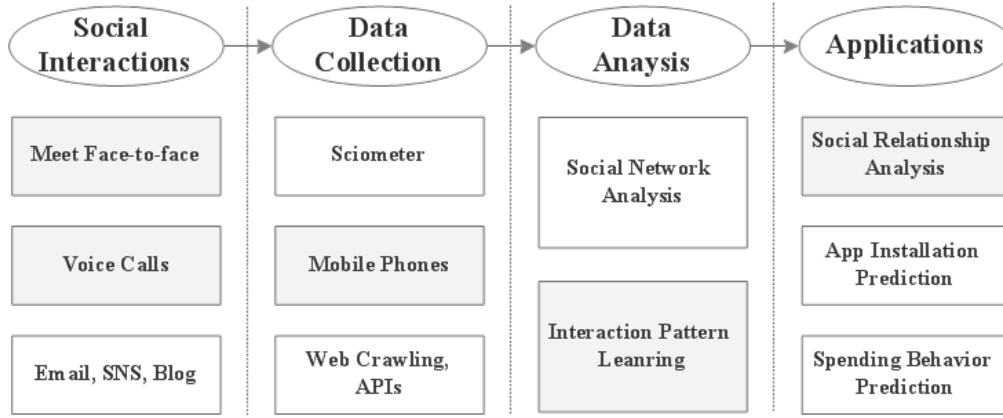 Social
Interactions
Data
Collection
Data
Anaysis
Applications
Meet Face-to-face
Voice Calls
Email, SNS, Blog
Sciometer
Mobile Phones
Web Crawling,
APIs
Social Network
Analysis
Interaction Pattern
Leanring
Social Relationship
Analysis
App Installation
Prediction
Spending Behavior
Prediction